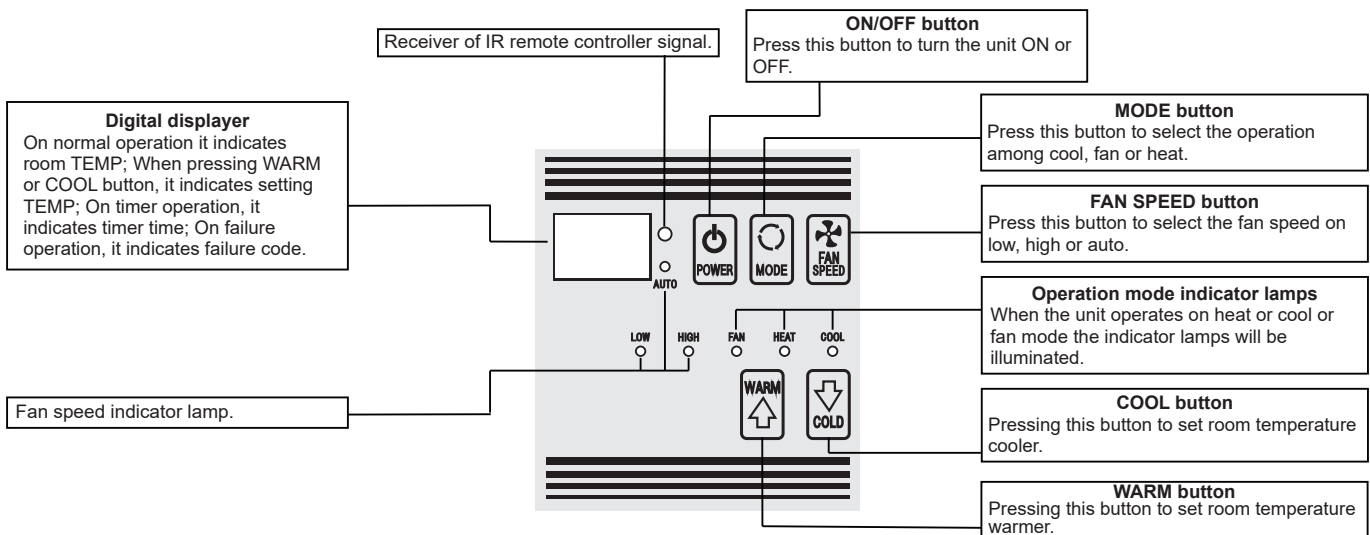 ON/OFF button
Press this button to turn the unit ON or
OFF.
Receiver of IR remote controller signal.
Digital displayer
On normal operation it indicates
room TEMP; When pressing WARM
or COOL button, it indicates setting
TEMP; On timer operation, it
indicates timer time; On failure
operation, it indicates failure code.
MODE button
Press this button to select the operation
among cool, fan or heat.
FAN SPEED button
Press this button to select the fan speed on
low, high or auto.
POWER
MODE
FAN
SPEED
AUTO
Operation mode indicator lamps
When the unit operates on heat or cool or
fan mode the indicator lamps will be
illuminated.
LOW
HIGH
FAN
HEAT
COOL
WARM
COLD
Fan speed indicator lamp.
COOL button
Pressing this button to set room temperature
cooler.
WARM button
Pressing this button to set room temperature
warmer.